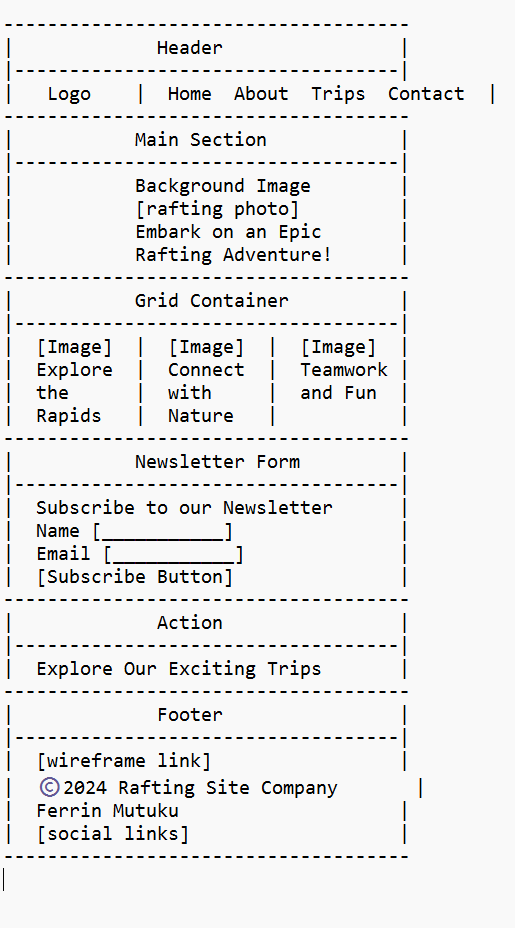 Header
Logo | Home About Trips Contact |
Main Section
Background Image
[rafting photo]
Embark on an Epic
Rafting Adventure!
Grid Container
[Image] | [Image] | [Image]
Explore | Connect | Teamwork
the | with | and Fun
Rapids | Nature |
Newsletter Form
Subscribe to our Newsletter
Name [___________]
Email [___________]
[Subscribe Button]
Action
Explore Our Exciting Trips
Footer
[wireframe link]
©2024 Rafting Site Company
Ferrin Mutuku
[social links]